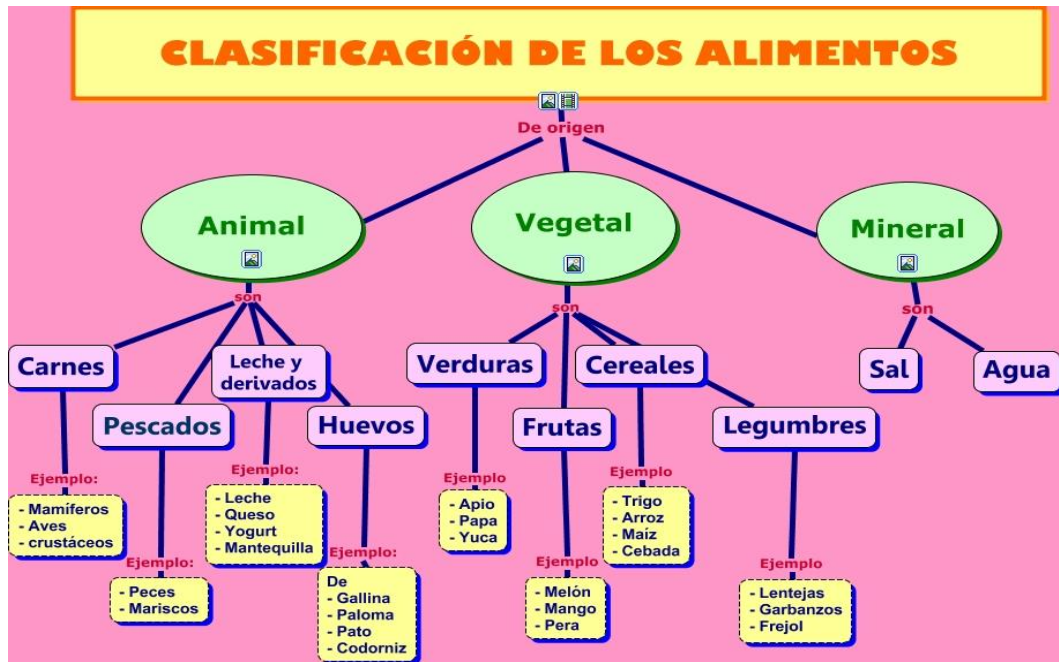 CLASIFICACIÓN DE LOS ALIMENTOS
De origen
Animal
Vegetal
Mineral
son
son
son
Carnes
Pescados
Leche y
derivados
Huevos
Verduras
Frutas
Cereales
Legumbres
Sal
Agua
Ejemplo:
- Mamíferos
- Aves
- crustáceos
Ejemplo:
- Peces
- Mariscos
Ejemplo:
- Leche
- Queso
- Yogurt
- Mantequilla
Ejemplo:
De
- Gallina
- Paloma
- Pato
- Codorniz
Ejemplo
- Apio
- Papa
- Yuca
Ejemplo
- Melón
- Mango
- Pera
Ejemplo
- Trigo
- Arroz
- Maíz
- Cebada
Ejemplo
- Lentejas
- Garbanzos
- Frejol